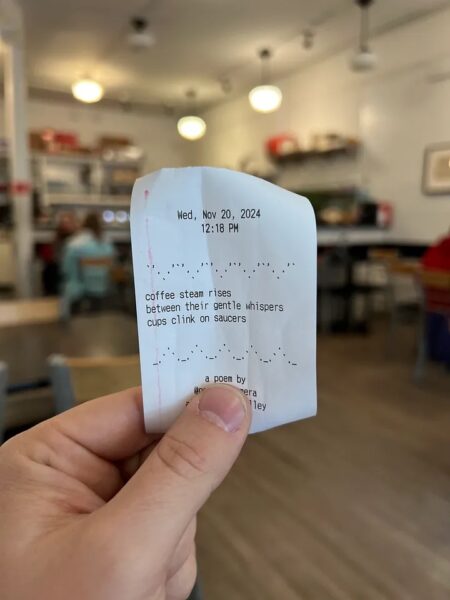 Wed, Nov 20, 2024
12:18 PM
coffee steam rises
between their gentle whispers
cups clink on saucers
a poem by